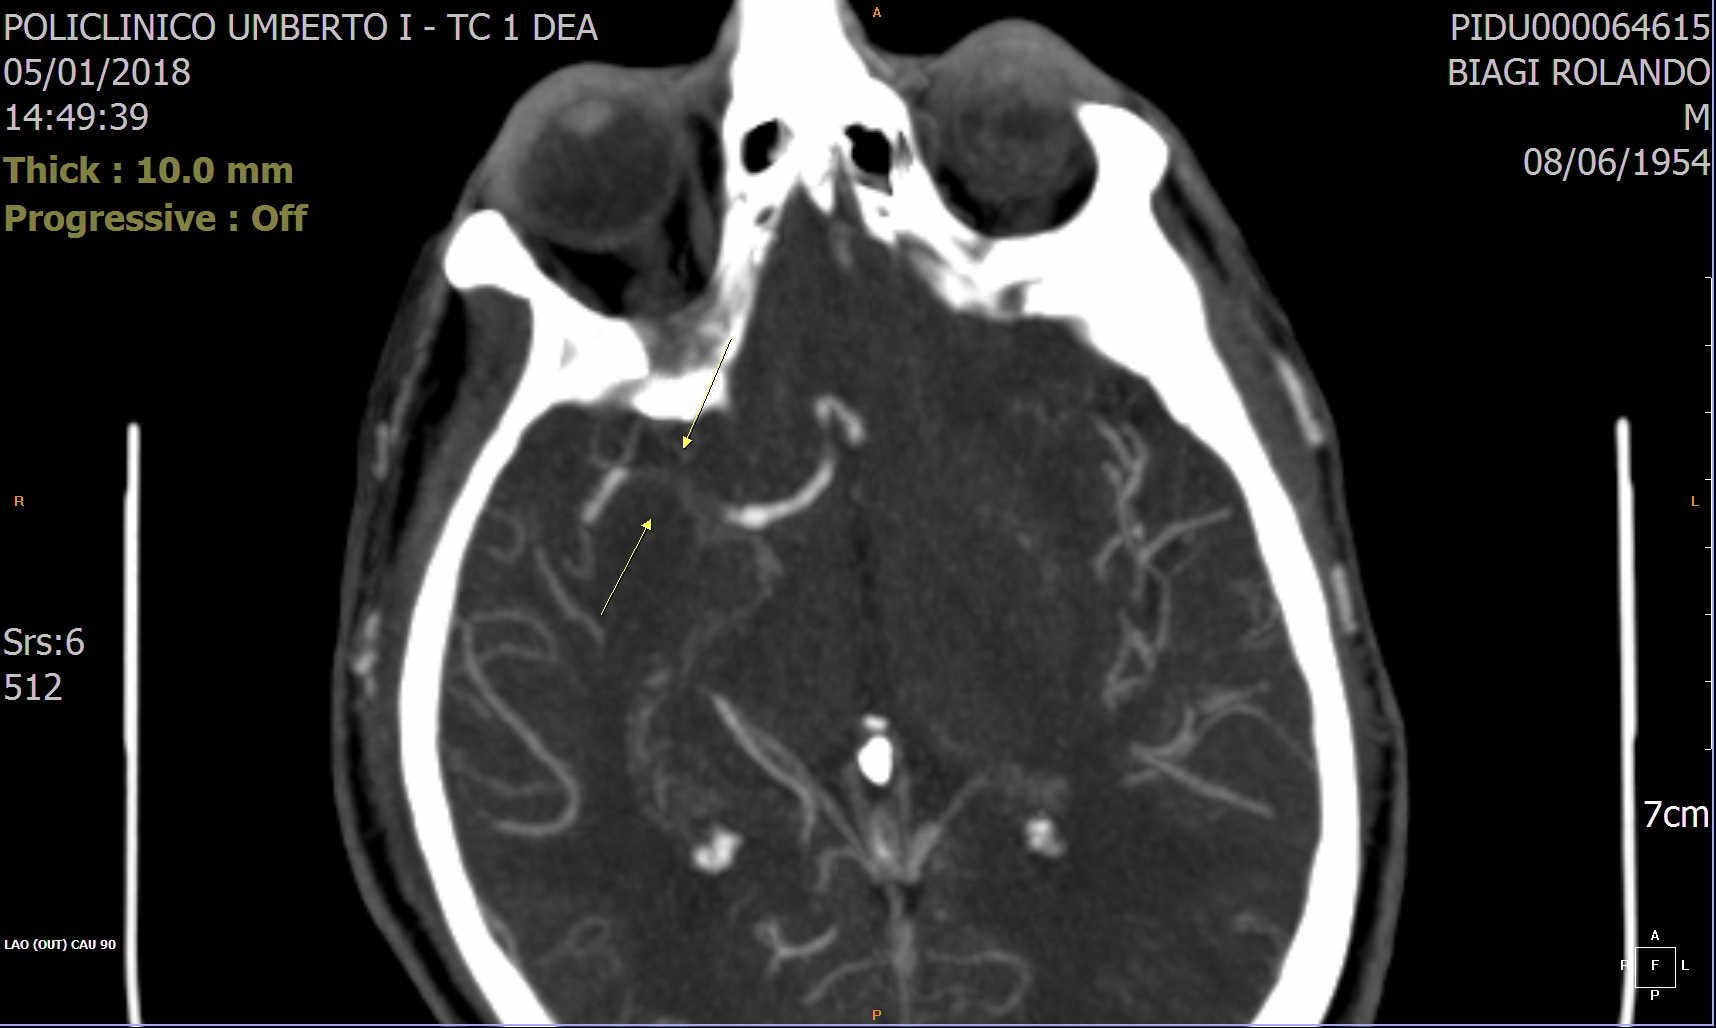 POLICLINICO UMBERTO I - TC 1 DEA
05/01/2018
14:49:39
Thick : 10.0 mm
Progressive : Off
A
PIDU000064615
BIAGI ROLANDO
M
08/06/1954
R
L
Srs:6
512
7cm
LAO (OUT) CAU 90
A
F L
P
P